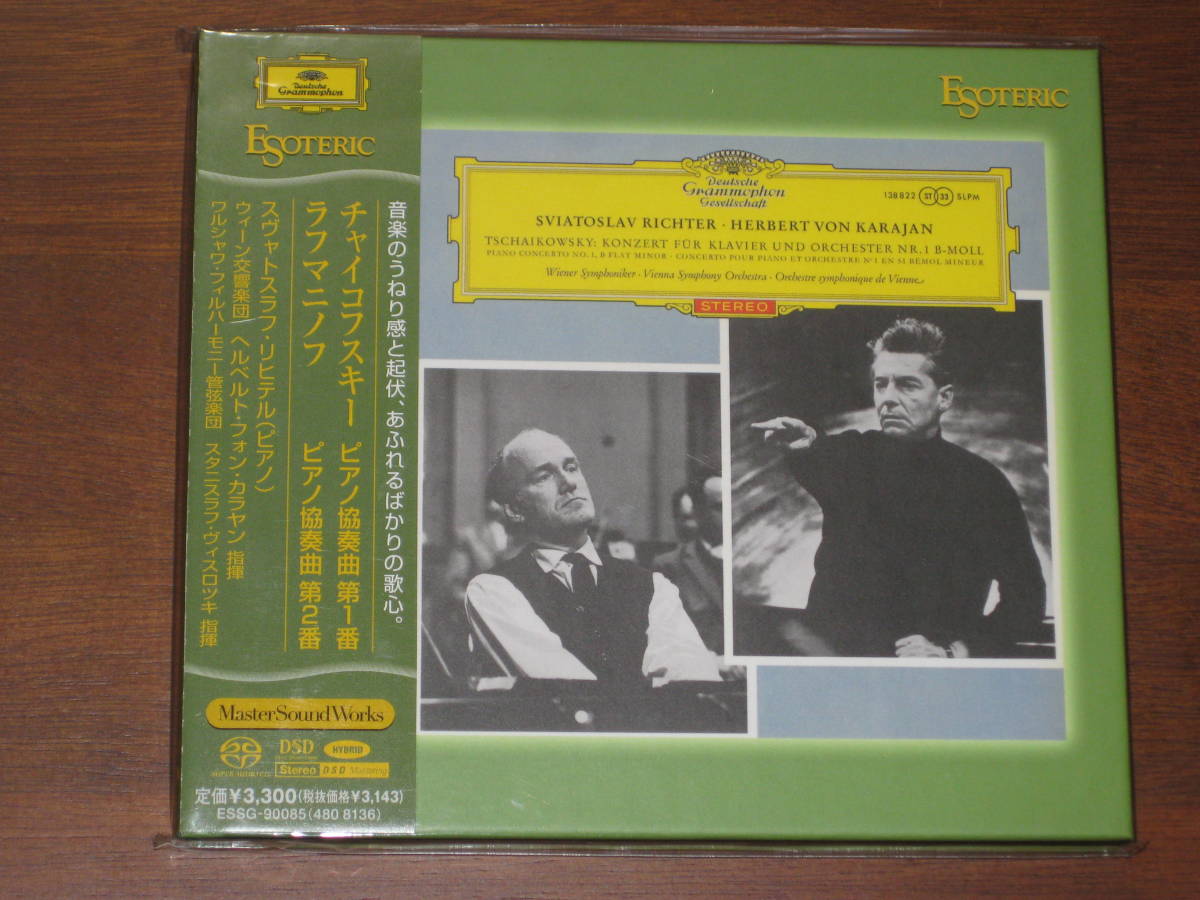 Deutsche
Grammophon
ESOTERIC
音楽のうねり感と起伏、あふれるばかりの歌心。
チャイコフスキー ピアノ協奏曲 第1番
ラフマニノフ ピアノ協奏曲 第2番
スヴャトスラフ・リヒテル(ピアノ)
ウィーン交響楽団 ヘルベルト・フォン・カラヤン 指揮
ワルシャワ・フィルハーモニー管弦楽団 スタニスラフ・ヴィスロツキ 指揮
MasterSoundWorks
SUPER AUDIO CD
DSD
HYBRID
Stereo DSD Mastering
定価¥3,300(税抜価格¥3,143)
ESSG-90085(480 8136)
ESOTERIC
Deutsche
Grammophon
Gesellschaft
138822 ST 33 SLPM
SVIATOSLAV RICHTER · HERBERT VON KARAJAN
TSCHAIKOWSKY: KONZERT FÜR KLAVIER UND ORCHESTER NR. 1 B-MOLL
PIANO CONCERTO NO. 1, B FLAT MINOR · CONCERTO POUR PIANO ET ORCHESTRE N° 1 EN SI BÉMOL MINEUR
Wiener Symphoniker · Vienna Symphony Orchestra · Orchestre symphonique de Vienne
STEREO